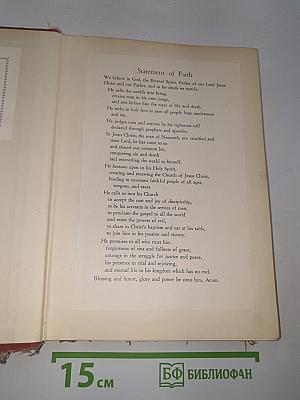 Statement of Faith
We believe in God, the Eternal Spirit, Father of our Lord Jesus
Christ and our Father, and to his deeds we testify:
He calls the worlds into being,
creates man in his own image,
and sets before him the ways of life and death.
He seeks in holy love to save all people from aimlessness
and sin.
He judges men and nations by his righteous will
declared through prophets and apostles.
In Jesus Christ, the man of Nazareth, our crucified and
risen Lord, he has come to us
and shared our common lot,
conquering sin and death
and reconciling the world to himself.
He bestows upon us his Holy Spirit,
creating and renewing the Church of Jesus Christ,
binding in covenant faithful people of all ages,
tongues, and races.
He calls us into his Church
to accept the cost and joy of discipleship,
to be his servants in the service of men,
to proclaim the gospel to all the world
and resist the powers of evil,
to share in Christ's baptism and eat at his table,
to join him in his passion and victory.
He promises to all who trust him
forgiveness of sins and fullness of grace,
courage in the struggle for justice and peace,
his presence in trial and rejoicing,
and eternal life in his kingdom which has no end.
Blessing and honor, glory and power be unto him. Amen.
15 см
БФ БИБЛИОФАН